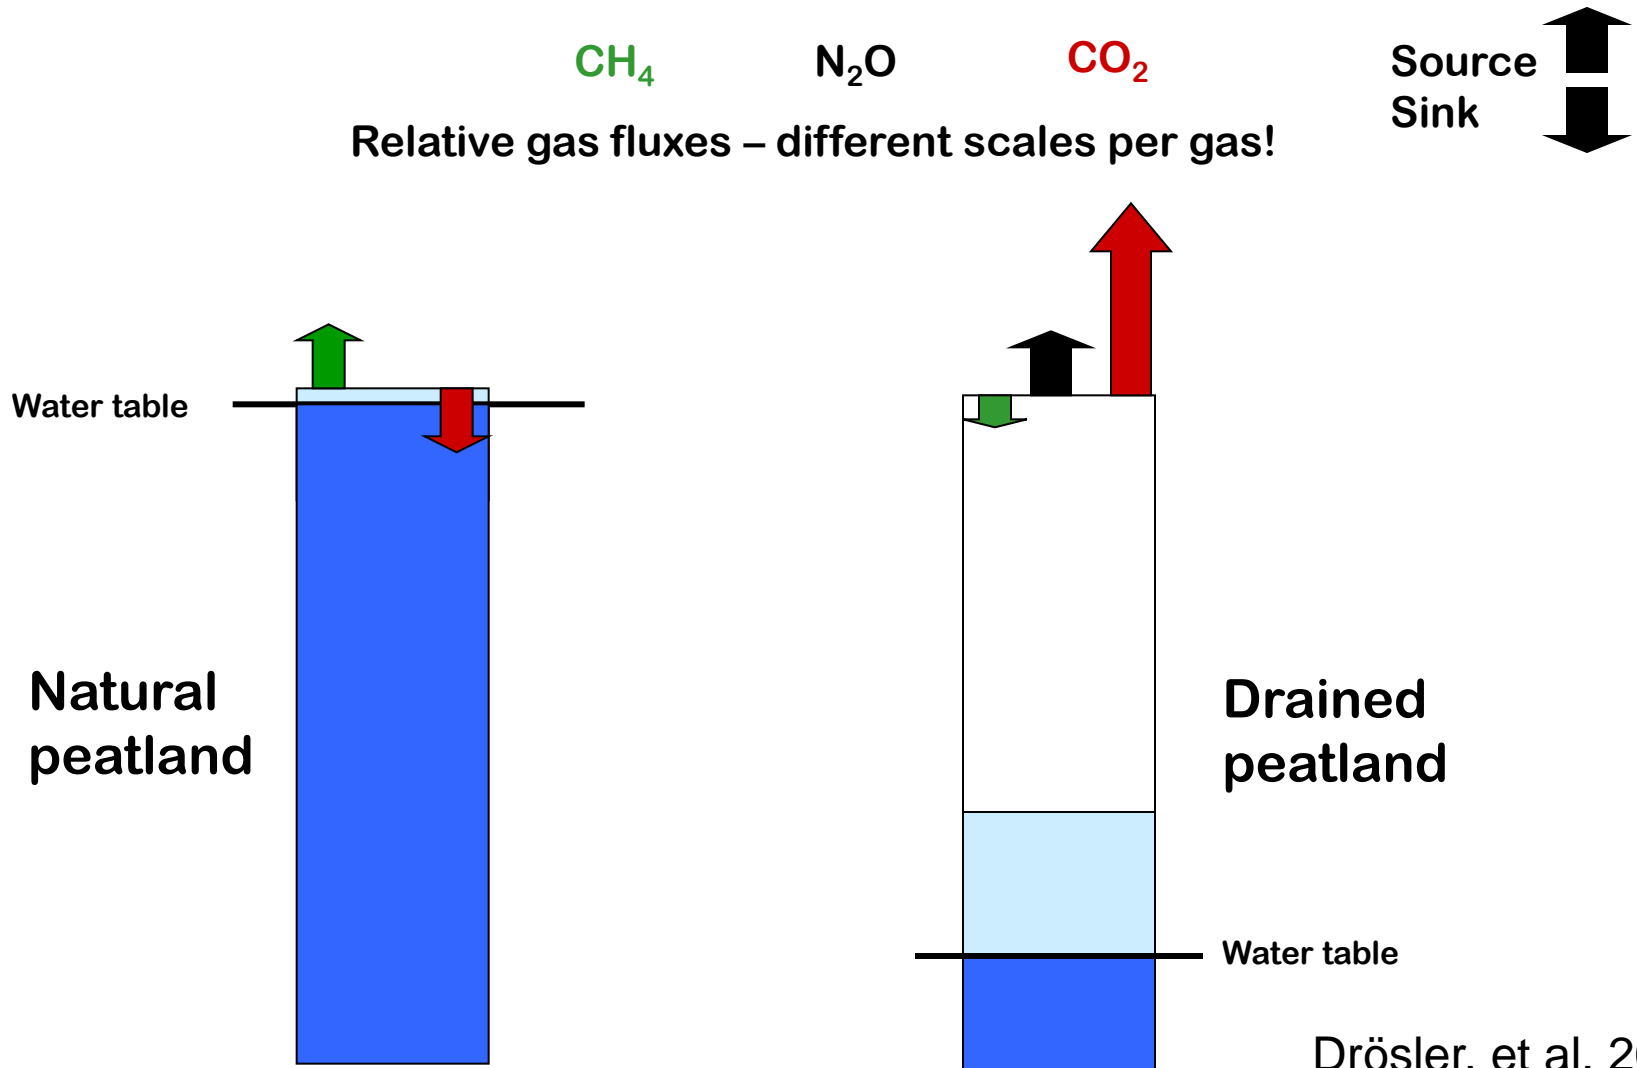 CH₄ N₂O CO₂
Source
Sink
Relative gas fluxes – different scales per gas!
Water table
Natural
peatland
Drained
peatland
Water table
Drösler, et al. 20